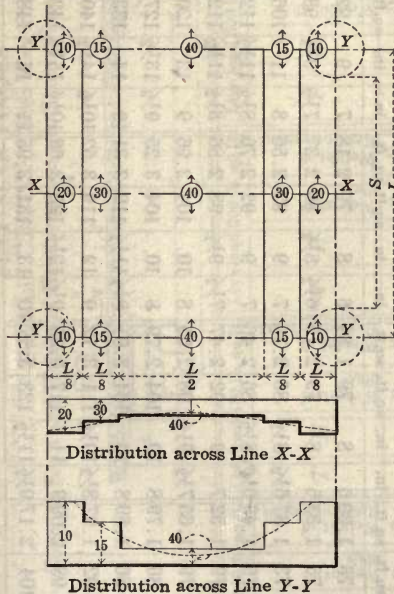 Y 10 15 40 15 10 Y
S
L
X 20 30 40 20 X
30
Y 10 15 40 15 10 Y
L/8 L/8 L/2 L/8 L/8
20 30 40
Distribution across Line X-X
10 15 40
Distribution across Line Y-Y